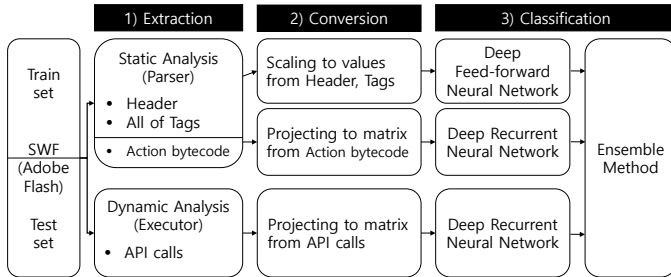 1) Extraction
2) Conversion
3) Classification
Train
set
SWF
(Adobe
Flash)
Test
set
Static Analysis
(Parser)
• Header
• All of Tags
• Action bytecode
Dynamic Analysis
(Executor)
• API calls
Scaling to values
from Header, Tags
Projecting to matrix
from Action bytecode
Projecting to matrix
from API calls
Deep
Feed-forward
Neural Network
Deep Recurrent
Neural Network
Deep Recurrent
Neural Network
Ensemble
Method